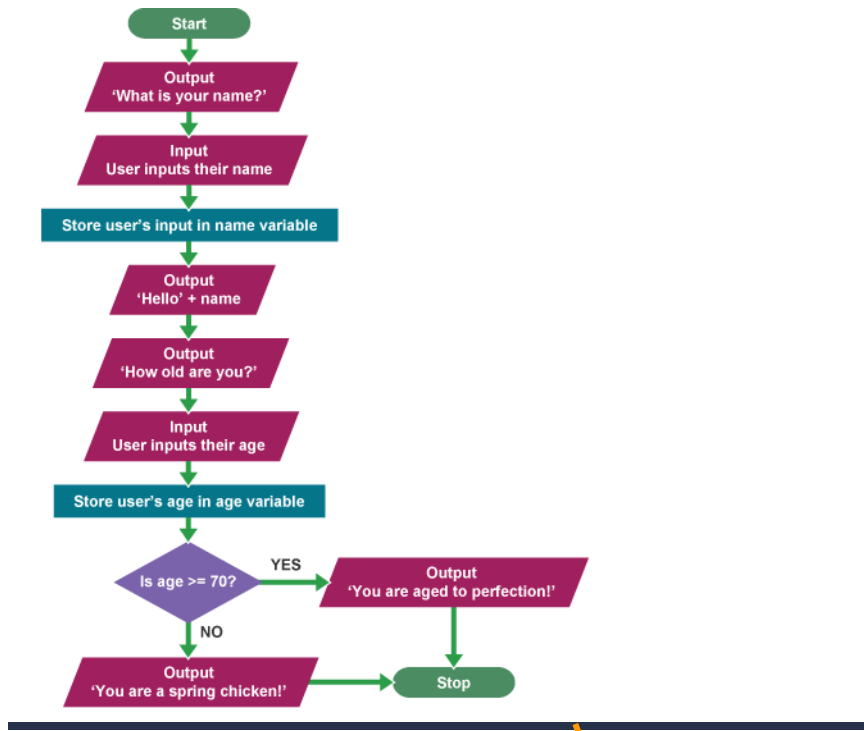 Start
Output
‘What is your name?’
Input
User inputs their name
Store user’s input in name variable
Output
‘Hello’ + name
Output
‘How old are you?’
Input
User inputs their age
Store user’s age in age variable
Is age >= 70?
YES
Output
‘You are aged to perfection!’
NO
Output
‘You are a spring chicken!’
Stop